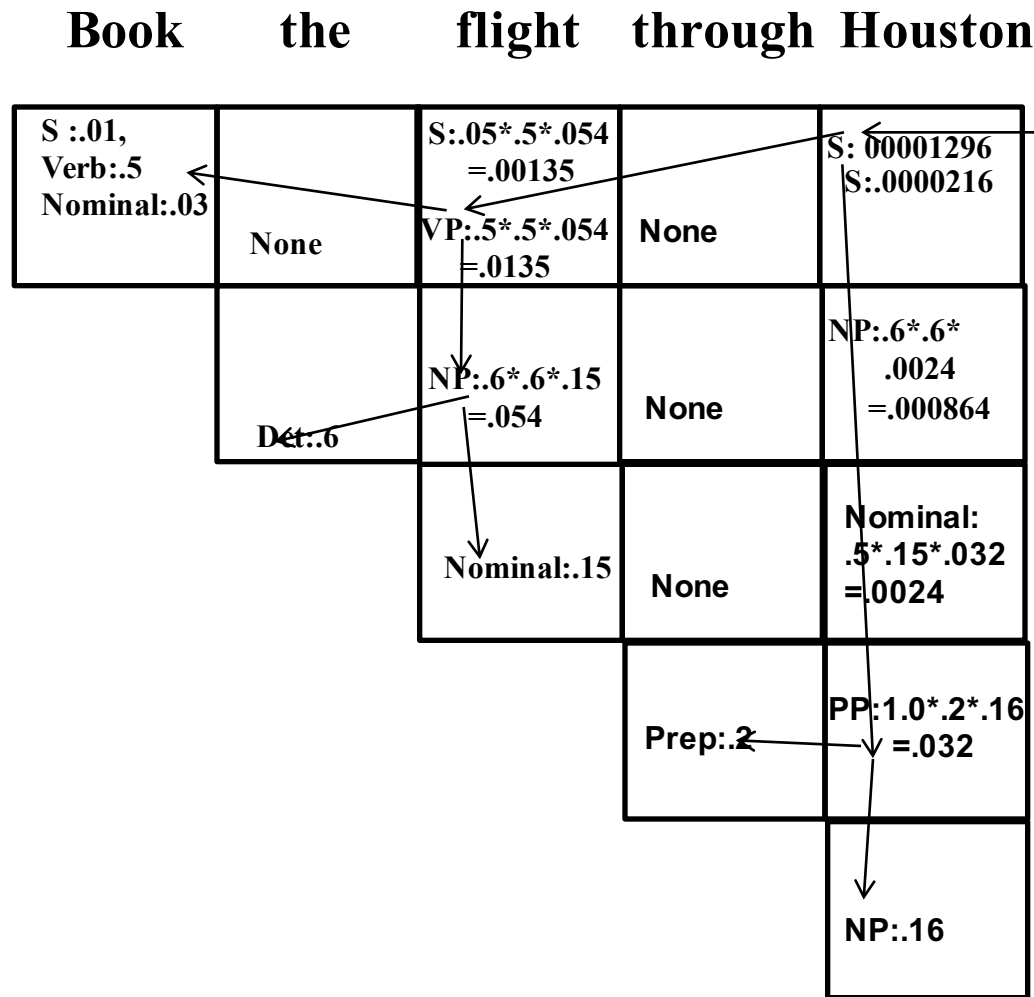 Book the flight through Houston
S :.01,
Verb:.5
Nominal:.03
None
S:.05*.5*.054
=.00135
VP:.5*.5*.054
=.0135
None
S: 00001296
S:.0000216
Det:.6
NP:.6*.6*.15
=.054
None
NP:.6*.6*
.0024
=.000864
Nominal:.15
None
Nominal:
.5*.15*.032
=.0024
Prep:.2
PP:1.0*.2*.16
=.032
NP:.16